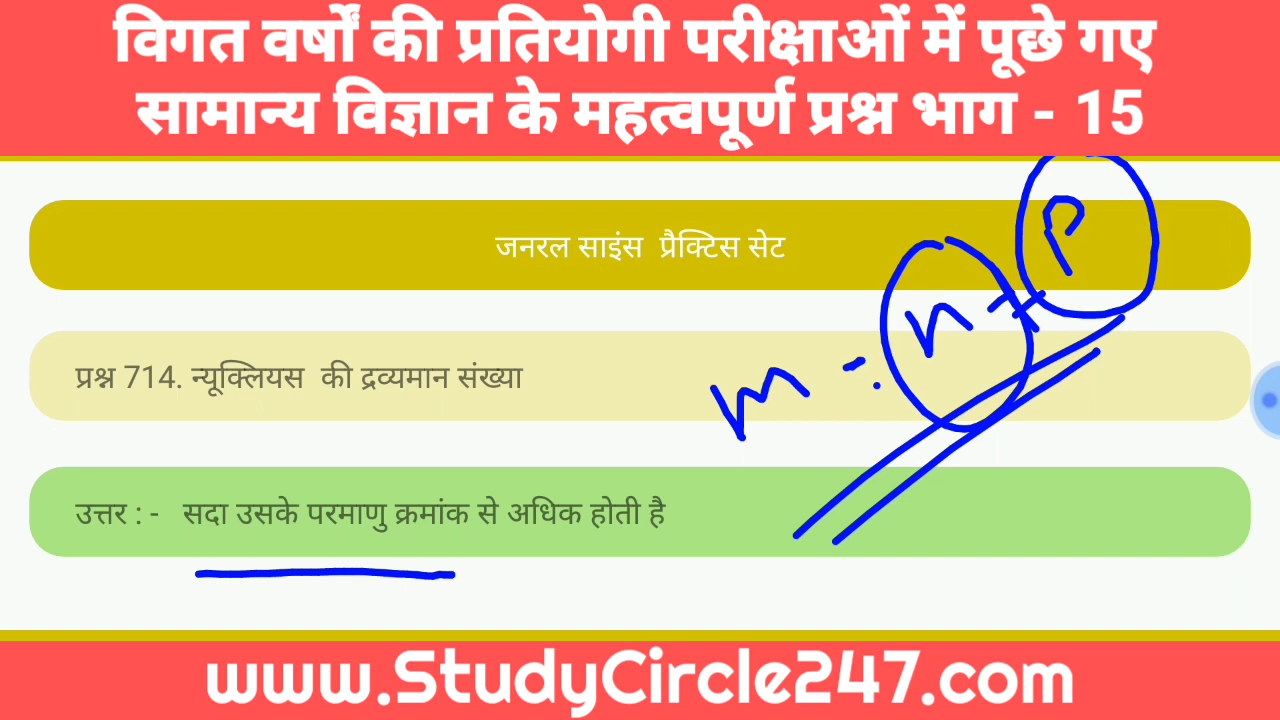 विगत वर्षों की प्रतियोगी परीक्षाओं में पूछे गए
सामान्य विज्ञान के महत्वपूर्ण प्रश्न भाग - 15
जनरल साइंस प्रैक्टिस सेट
प्रश्न 714. न्यूक्लियस की द्रव्यमान संख्या
m = n + P
उत्तर : - सदा उसके परमाणु क्रमांक से अधिक होती है
www.StudyCircle247.com